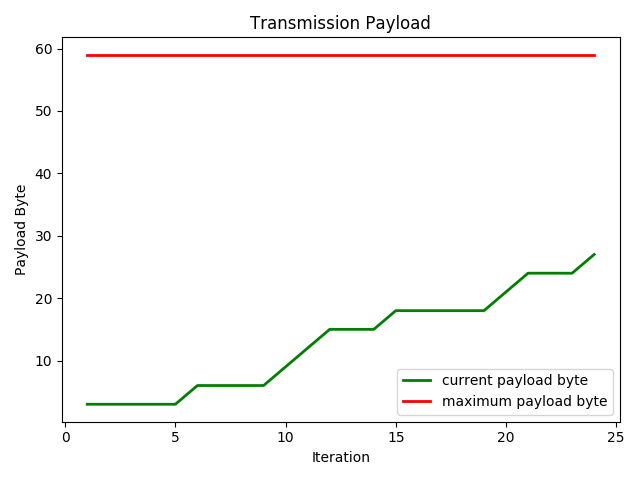 Transmission Payload
60
50
40
30
20
10
Payload Byte
current payload byte
maximum payload byte
0 5 10 15 20 25
Iteration